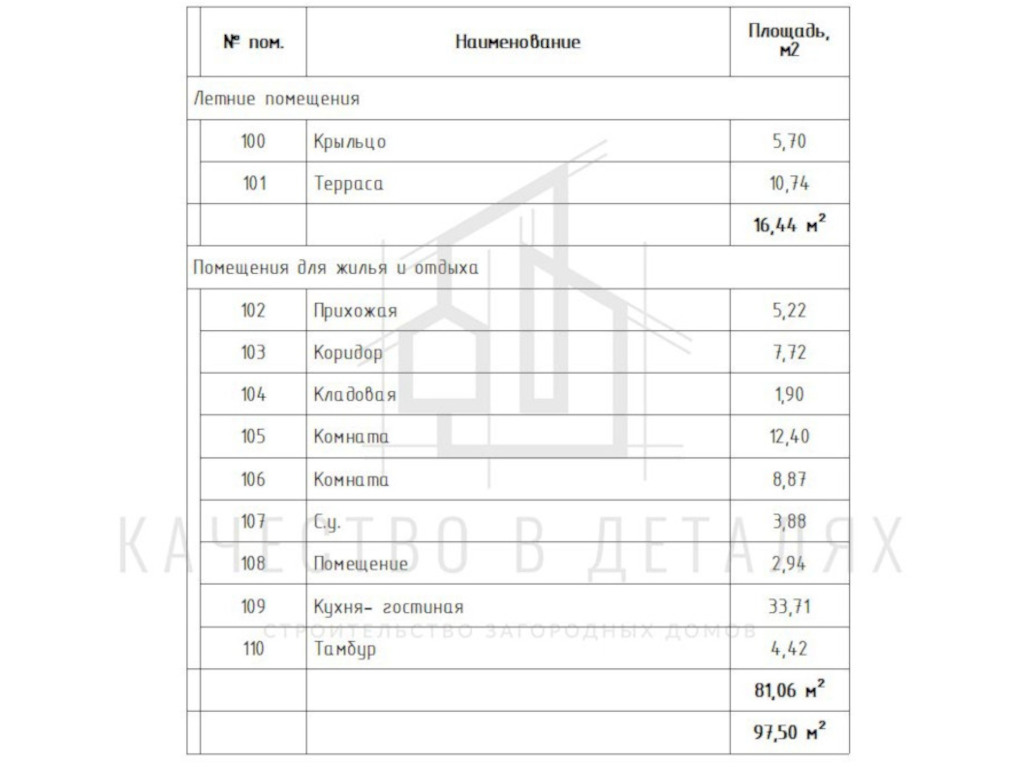 № пом. Наименование Площадь, м2
Летние помещения
100 Крыльцо 5,70
101 Терраса 10,74
16,44 м²
Помещения для жилья и отдыха
102 Прихожая 5,22
103 Коридор 7,72
104 Кладовая 1,90
105 Комната 12,40
106 Комната 8,87
107 С.у. 3,88
КАЧЕСТВО В ДЕТАЛЯХ
108 Помещение 2,94
109 Кухня- гостиная 33,71
СТРОИТЕЛЬСТВО ЗАГОРОДНЫХ ДОМОВ
110 Тамбур 4,42
81,06 м²
97,50 м²